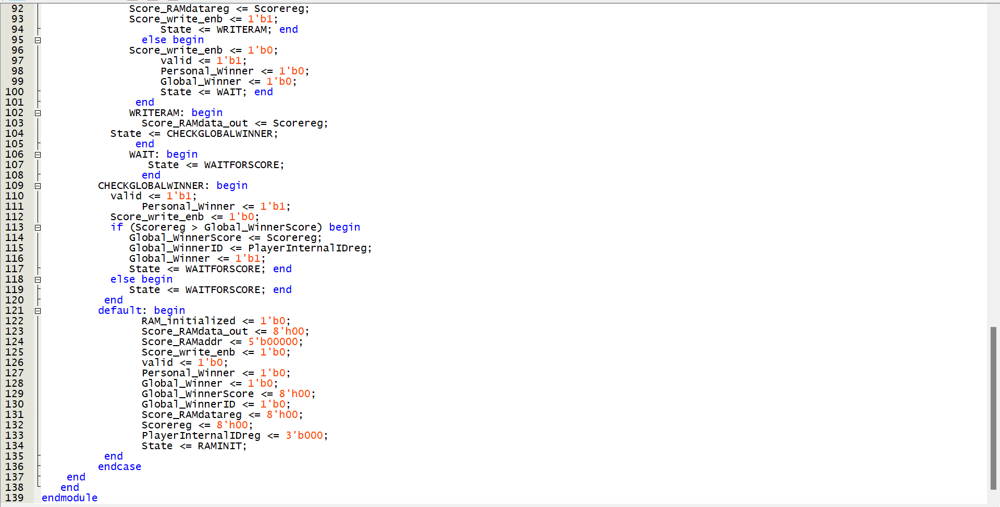 92 Score_RAMdatareg <= Scorereg;
93 Score_write_enb <= 1'b1;
94 State <= WRITERAM; end
95 else begin
96 Score_write_enb <= 1'b0;
97 valid <= 1'b1;
98 Personal_Winner <= 1'b0;
99 Global_Winner <= 1'b0;
100 State <= WAIT; end
101 end
102 WRITERAM: begin
103 Score_RAMdata_out <= Scorereg;
104 State <= CHECKGLOBALWINNER;
105 end
106 WAIT: begin
107 State <= WAITFORSCORE;
108 end
109 CHECKGLOBALWINNER: begin
110 valid <= 1'b1;
111 Personal_Winner <= 1'b1;
112 Score_write_enb <= 1'b0;
113 if (Scorereg > Global_WinnerScore) begin
114 Global_WinnerScore <= Scorereg;
115 Global_WinnerID <= PlayerInternalIDreg;
116 Global_Winner <= 1'b1;
117 State <= WAITFORSCORE; end
118 else begin
119 State <= WAITFORSCORE; end
120 end
121 default: begin
122 RAM_initialized <= 1'b0;
123 Score_RAMdata_out <= 8'h00;
124 Score_RAMaddr <= 5'b00000;
125 Score_write_enb <= 1'b0;
126 valid <= 1'b0;
127 Personal_Winner <= 1'b0;
128 Global_Winner <= 1'b0;
129 Global_WinnerScore <= 8'h00;
130 Global_WinnerID <= 1'b0;
131 Score_RAMdatareg <= 8'h00;
132 Scorereg <= 8'h00;
133 PlayerInternalIDreg <= 3'b000;
134 State <= RAMINIT;
135 end
136 endcase
137 end
138 end
139 endmodule